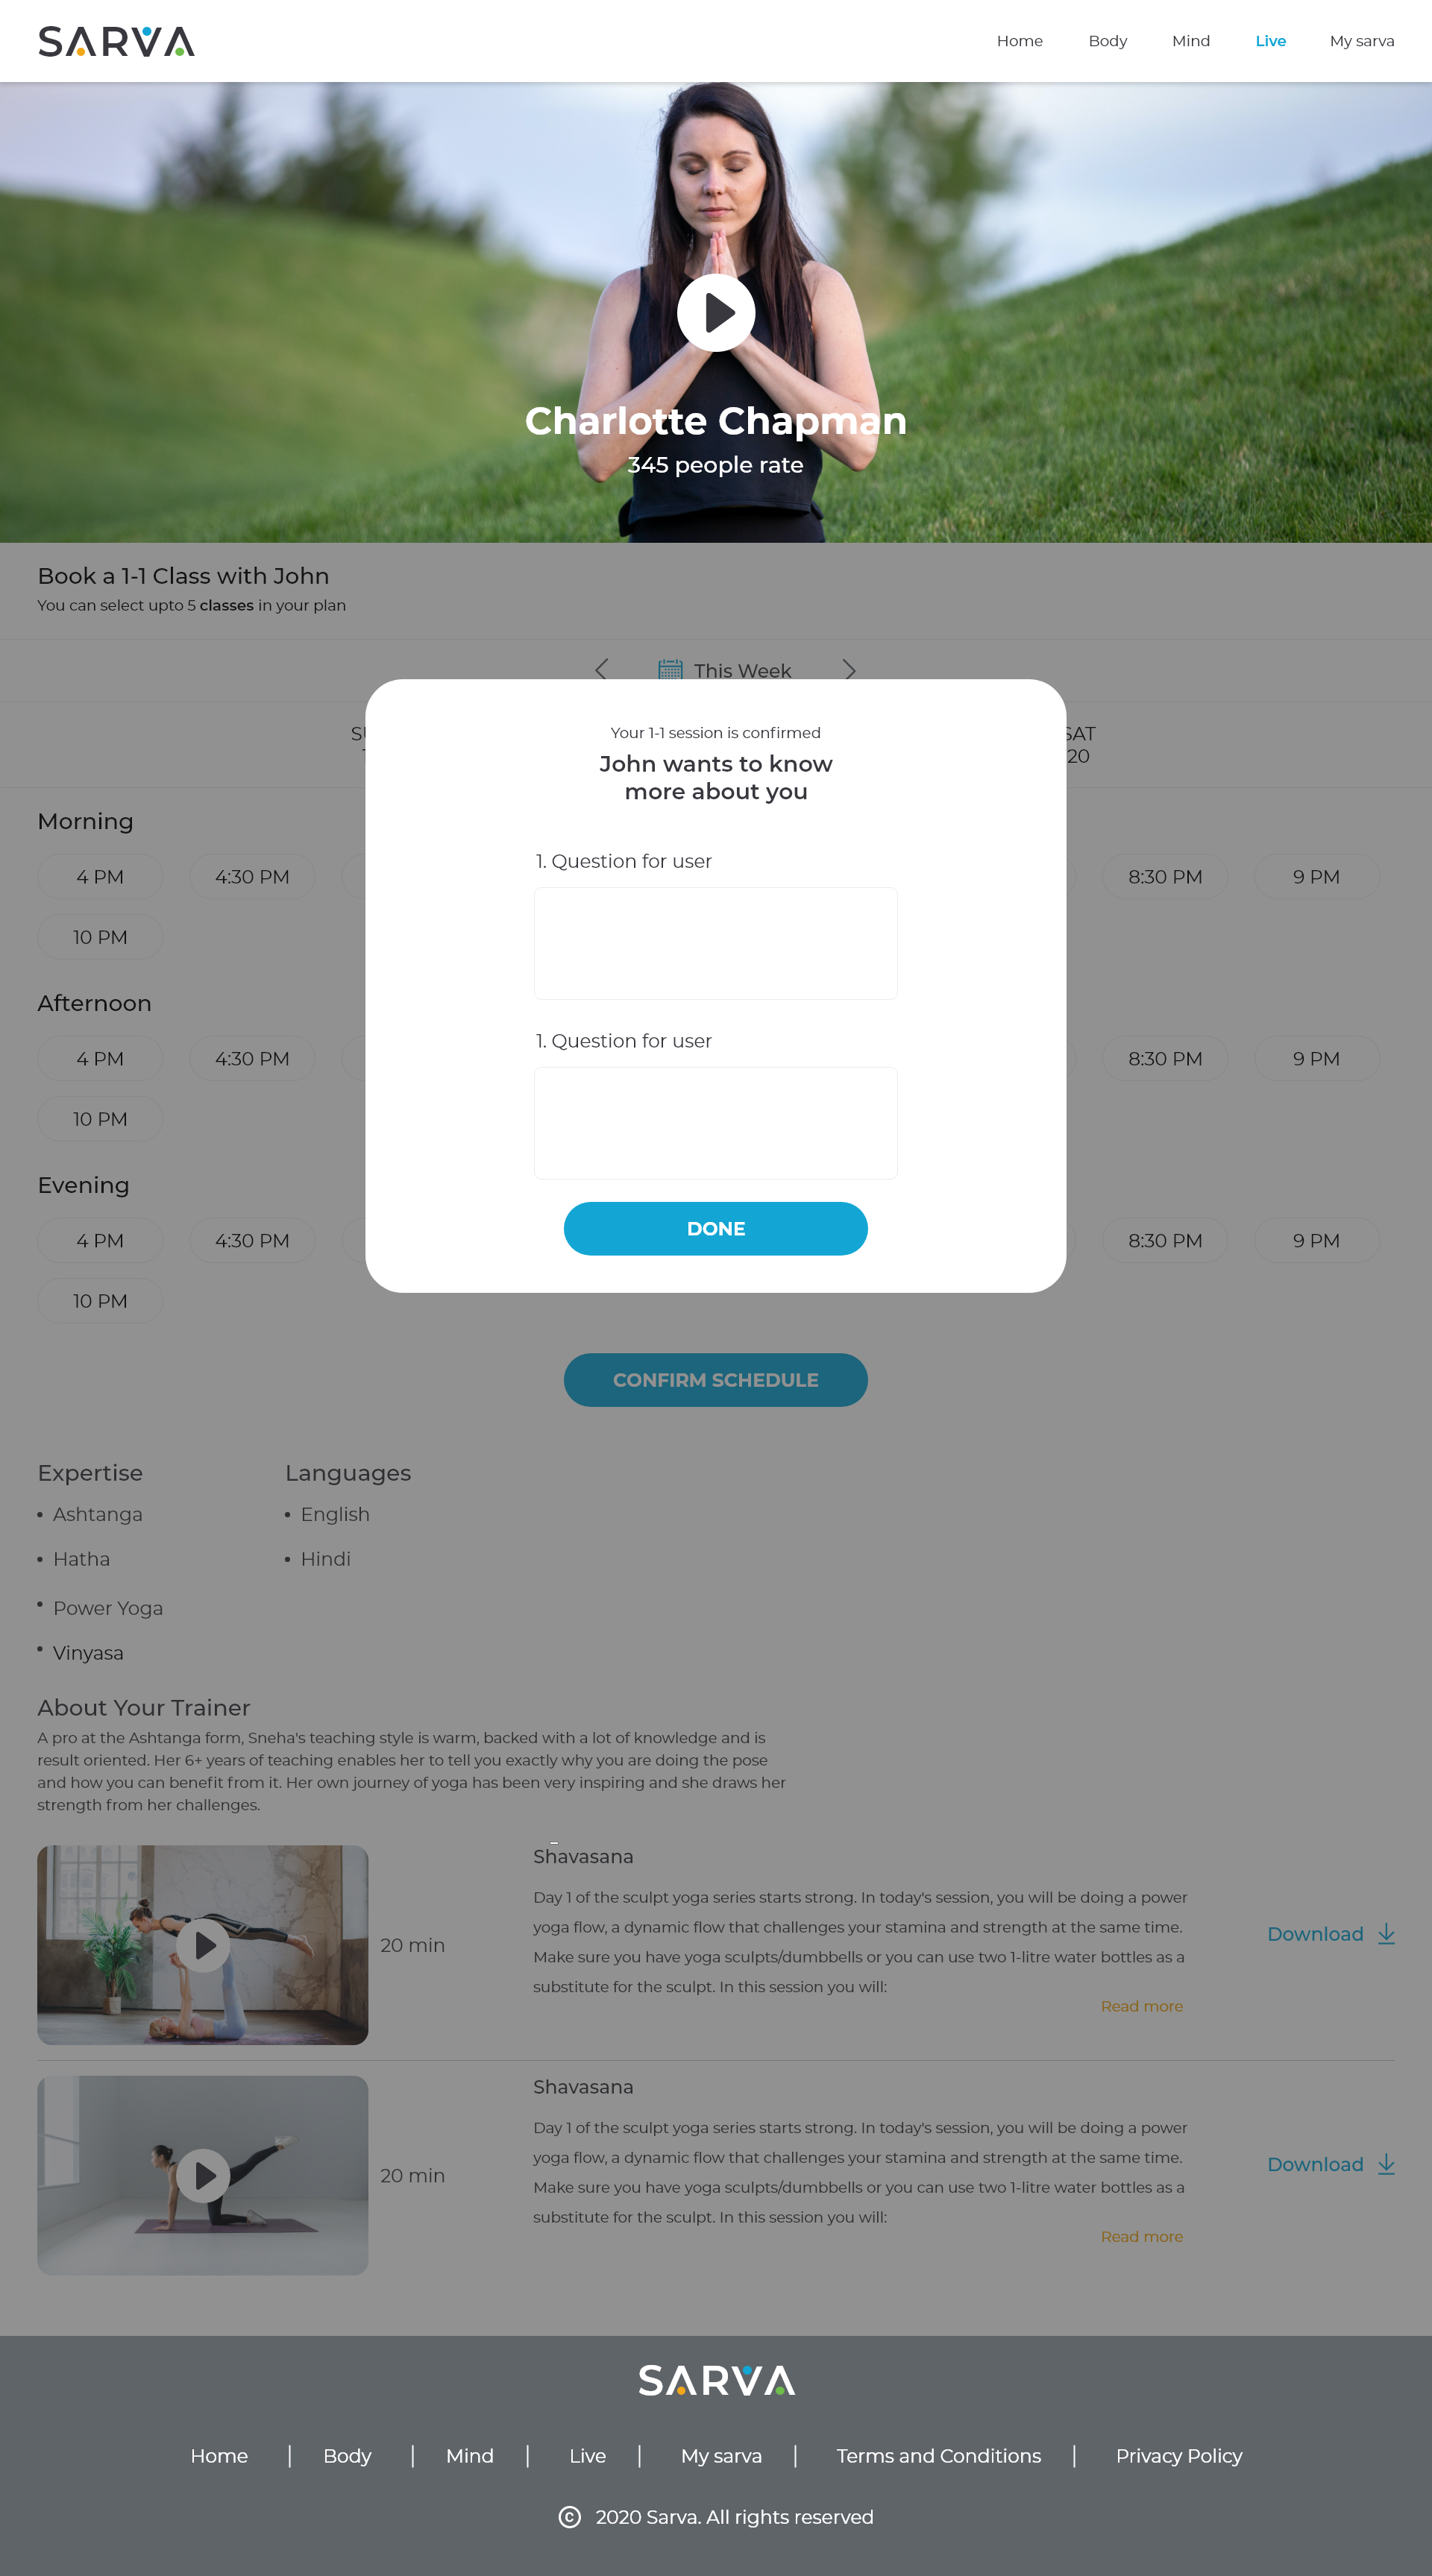 SARVA
Home Body Mind Live My sarva
Charlotte Chapman
345 people rate
Book a 1-1 Class with John
You can select upto 5 classes in your plan
This Week
SAT
20
Your 1-1 session is confirmed
John wants to know
more about you
1. Question for user
1. Question for user
DONE
Morning
4 PM 4:30 PM 8:30 PM 9 PM
10 PM
Afternoon
4 PM 4:30 PM 8:30 PM 9 PM
10 PM
Evening
4 PM 4:30 PM 8:30 PM 9 PM
10 PM
CONFIRM SCHEDULE
Expertise
Ashtanga
Hatha
Power Yoga
Vinyasa
Languages
English
Hindi
About Your Trainer
A pro at the Ashtanga form, Sneha's teaching style is warm, backed with a lot of knowledge and is
result oriented. Her 6+ years of teaching enables her to tell you exactly why you are doing the pose
and how you can benefit from it. Her own journey of yoga has been very inspiring and she draws her
strength from her challenges.
20 min
Shavasana
Day 1 of the sculpt yoga series starts strong. In today's session, you will be doing a power
yoga flow, a dynamic flow that challenges your stamina and strength at the same time.
Make sure you have yoga sculpts/dumbbells or you can use two 1-litre water bottles as a
substitute for the sculpt. In this session you will:
Read more
Download
20 min
Shavasana
Day 1 of the sculpt yoga series starts strong. In today's session, you will be doing a power
yoga flow, a dynamic flow that challenges your stamina and strength at the same time.
Make sure you have yoga sculpts/dumbbells or you can use two 1-litre water bottles as a
substitute for the sculpt. In this session you will:
Read more
Download
SARVA
Home | Body | Mind | Live | My sarva | Terms and Conditions | Privacy Policy
© 2020 Sarva. All rights reserved